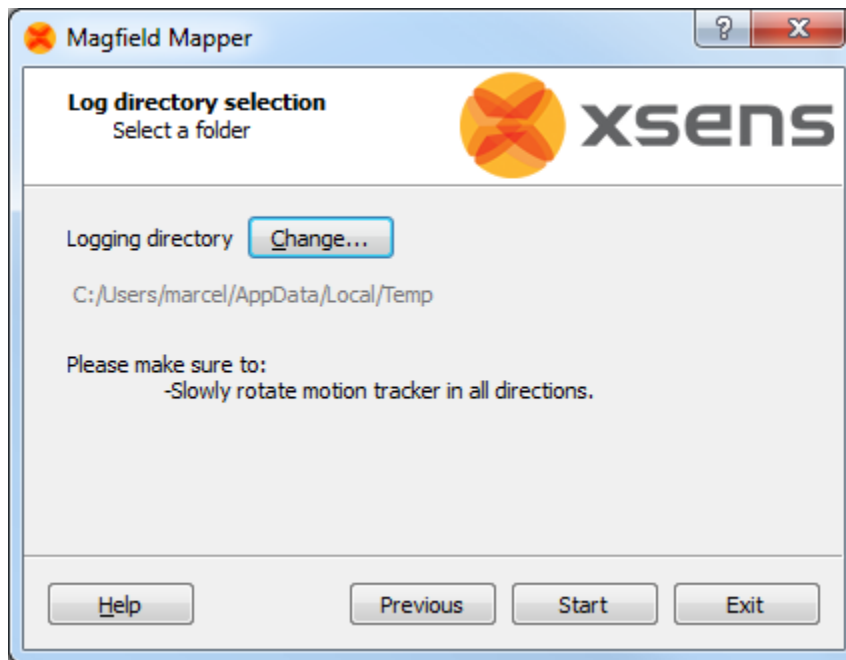 Magfield Mapper
Log directory selection
Select a folder
xsens
Logging directory Change...
C:/Users/marcel/AppData/Local/Temp
Please make sure to:
-Slowly rotate motion tracker in all directions.
Help Previous Start Exit